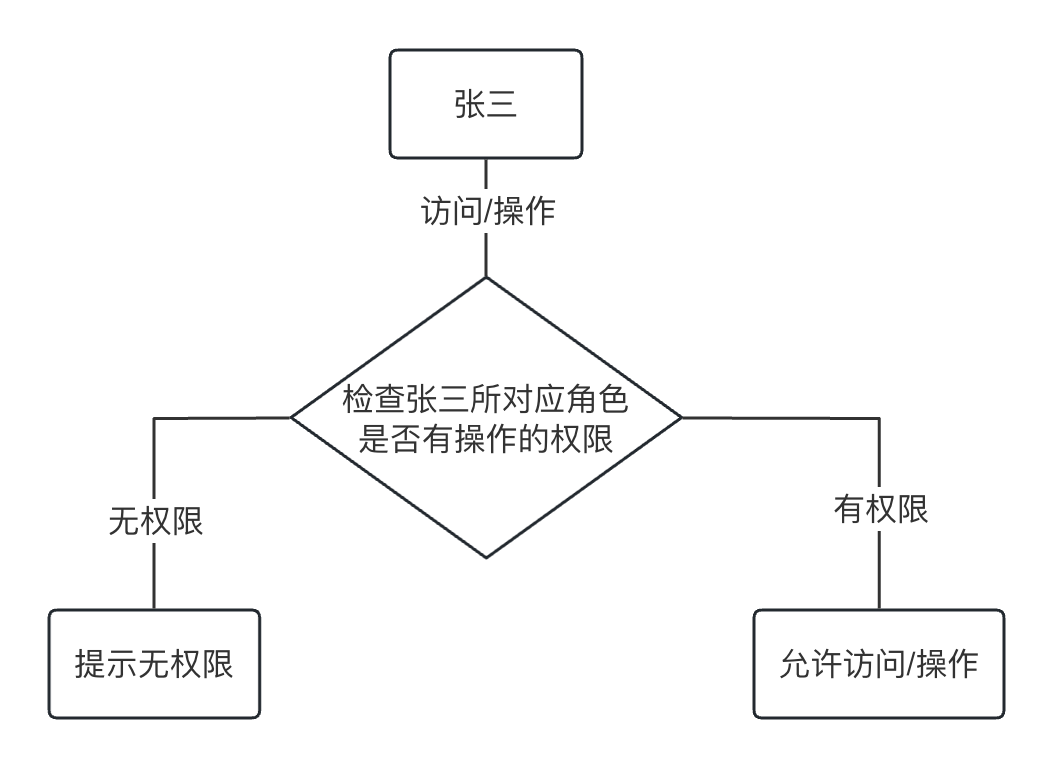 张三
访问/操作
检查张三所对应角色
是否有操作的权限
无权限
有权限
提示无权限
允许访问/操作